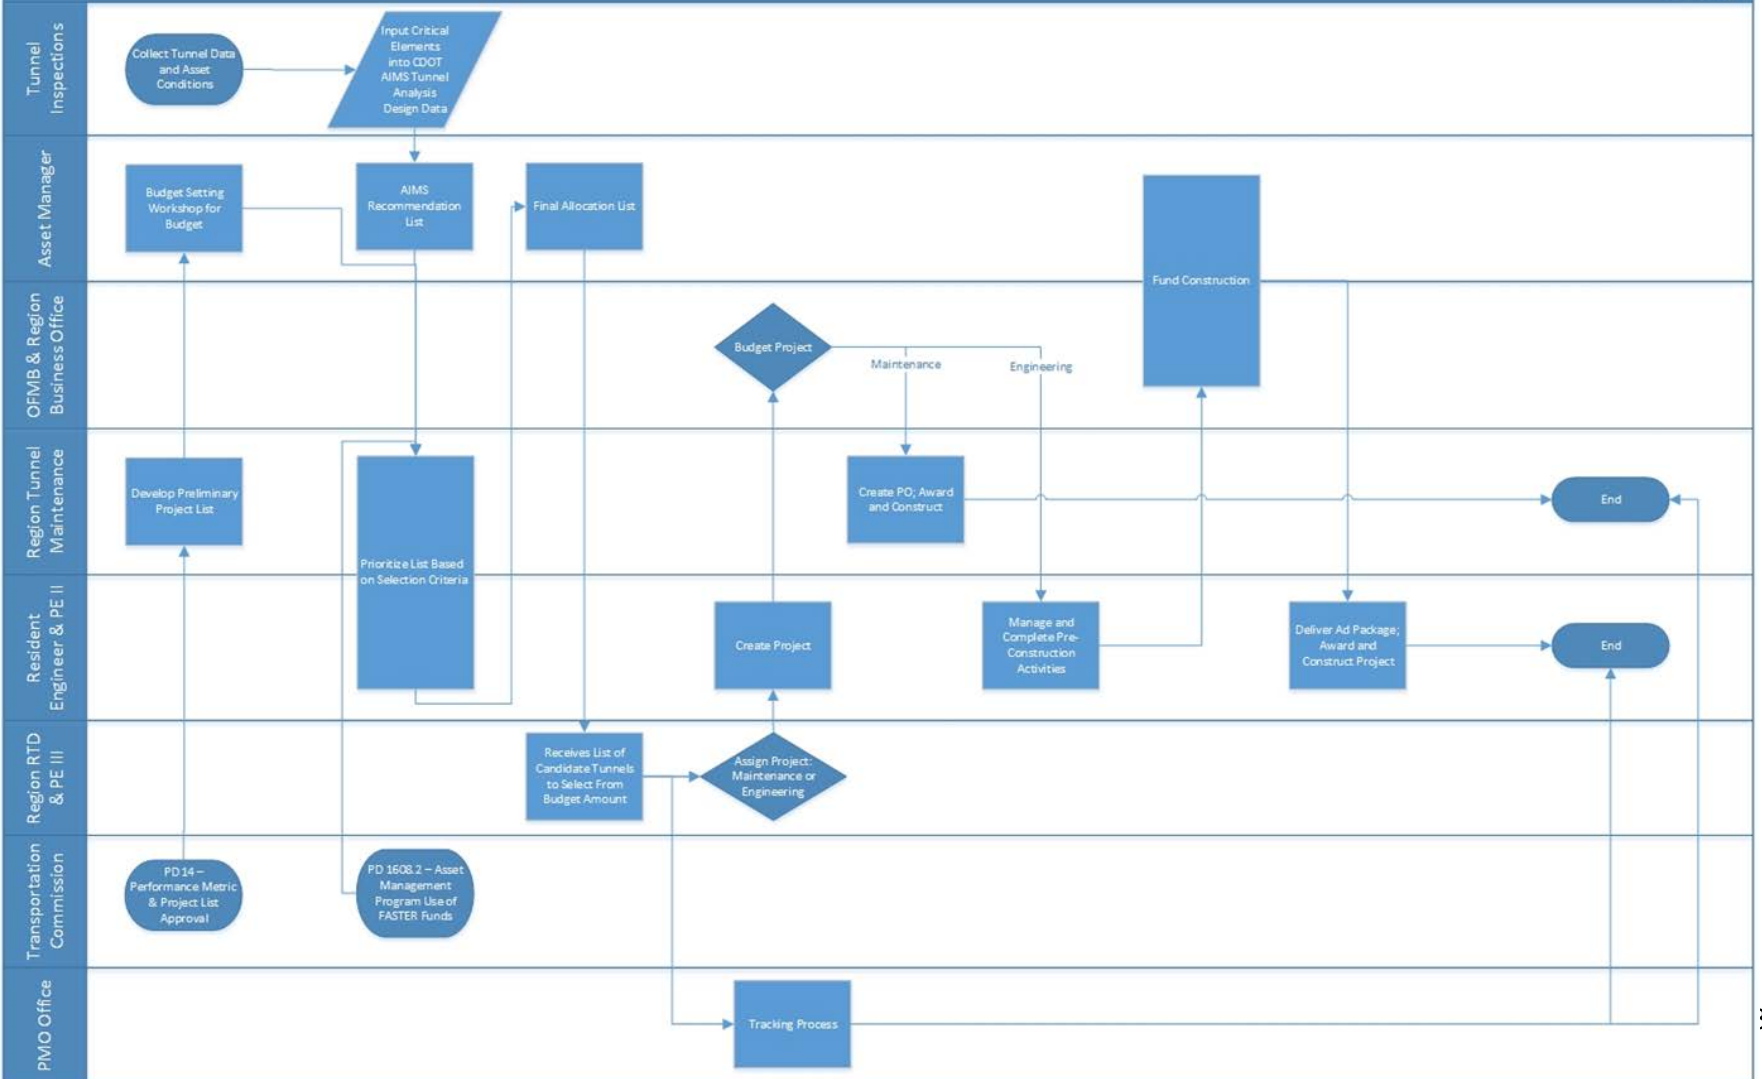 Tunnel
Inspections
Collect Tunnel Data
and Asset
Conditions
Input Critical
Elements
into CDOT
AIMS Tunnel
Analysis
Design Data
Asset Manager
Budget Setting
Workshop for
Budget
AIMS
Recommendation
List
Final Allocation List
Fund Construction
OFMB & Region
Business Office
Budget Project
Maintenance
Engineering
Region Tunnel
Maintenance
Develop Preliminary
Project List
Prioritize List Based
on Selection Criteria
Create PO; Award
and Construct
End
Resident
Engineer & PE II
Create Project
Manage and
Complete Pre-
Construction
Activities
Deliver Ad Package;
Award and
Construct Project
End
Region RTD
& PE III
Receives List of
Candidate Tunnels
to Select From
Budget Amount
Assign Project:
Maintenance or
Engineering
Transportation
Commission
PD 14 –
Performance Metric
& Project List
Approval
PD 1608.2 – Asset
Management
Program Use of
FASTER Funds
PMO Office
Tracking Process